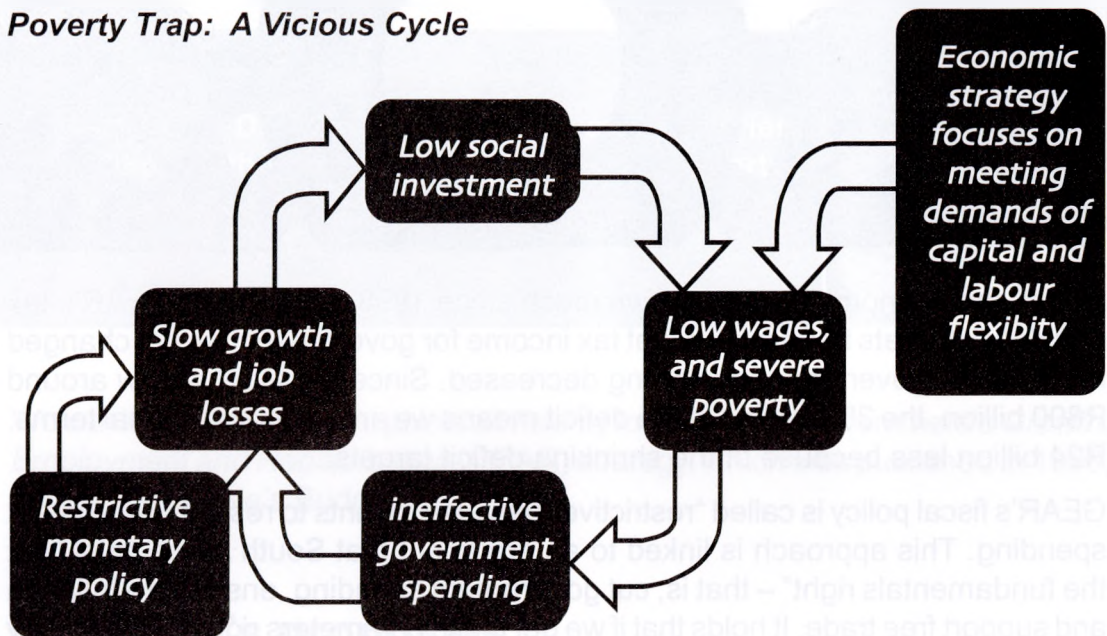 Poverty Trap: A Vicious Cycle
Economic
strategy
focuses on
meeting
demands of
capital and
labour
flexibity
Low social
investment
Slow growth
and job
losses
Low wages,
and severe
poverty
Restrictive
monetary
policy
ineffective
government
spending